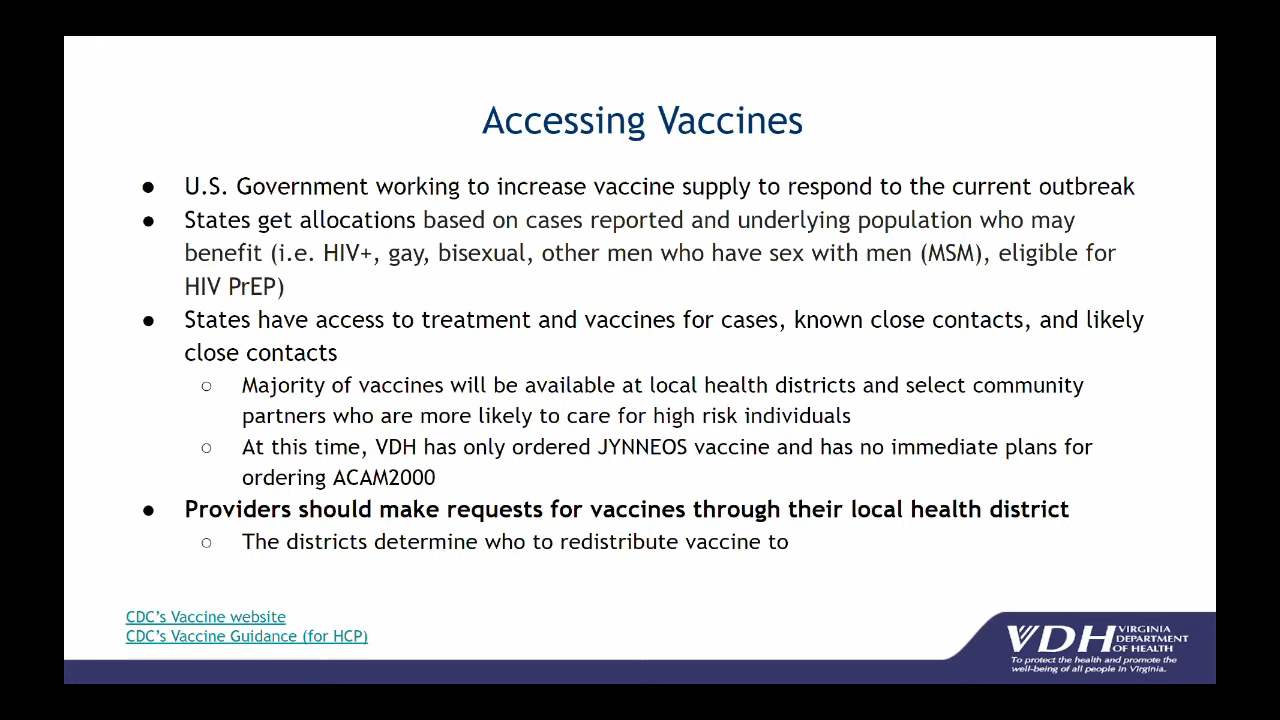 Accessing Vaccines
● U.S. Government working to increase vaccine supply to respond to the current outbreak
● States get allocations based on cases reported and underlying population who may
benefit (i.e. HIV+, gay, bisexual, other men who have sex with men (MSM), eligible for
HIV PrEP)
● States have access to treatment and vaccines for cases, known close contacts, and likely
close contacts
○ Majority of vaccines will be available at local health districts and select community
partners who are more likely to care for high risk individuals
○ At this time, VDH has only ordered JYNNEOS vaccine and has no immediate plans for
ordering ACAM2000
● Providers should make requests for vaccines through their local health district
○ The districts determine who to redistribute vaccine to
CDC's Vaccine website
CDC's Vaccine Guidance (for HCP)
VDH VIRGINIA
DEPARTMENT
OF HEALTH
To protect the health and promote the
well-being of all people in Virginia.